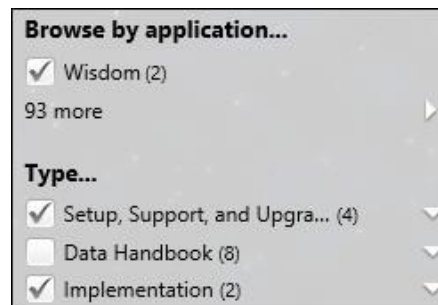 Browse by application...
Wisdom (2)
93 more
Type...
Setup, Support, and Upgra... (4)
Data Handbook (8)
Implementation (2)